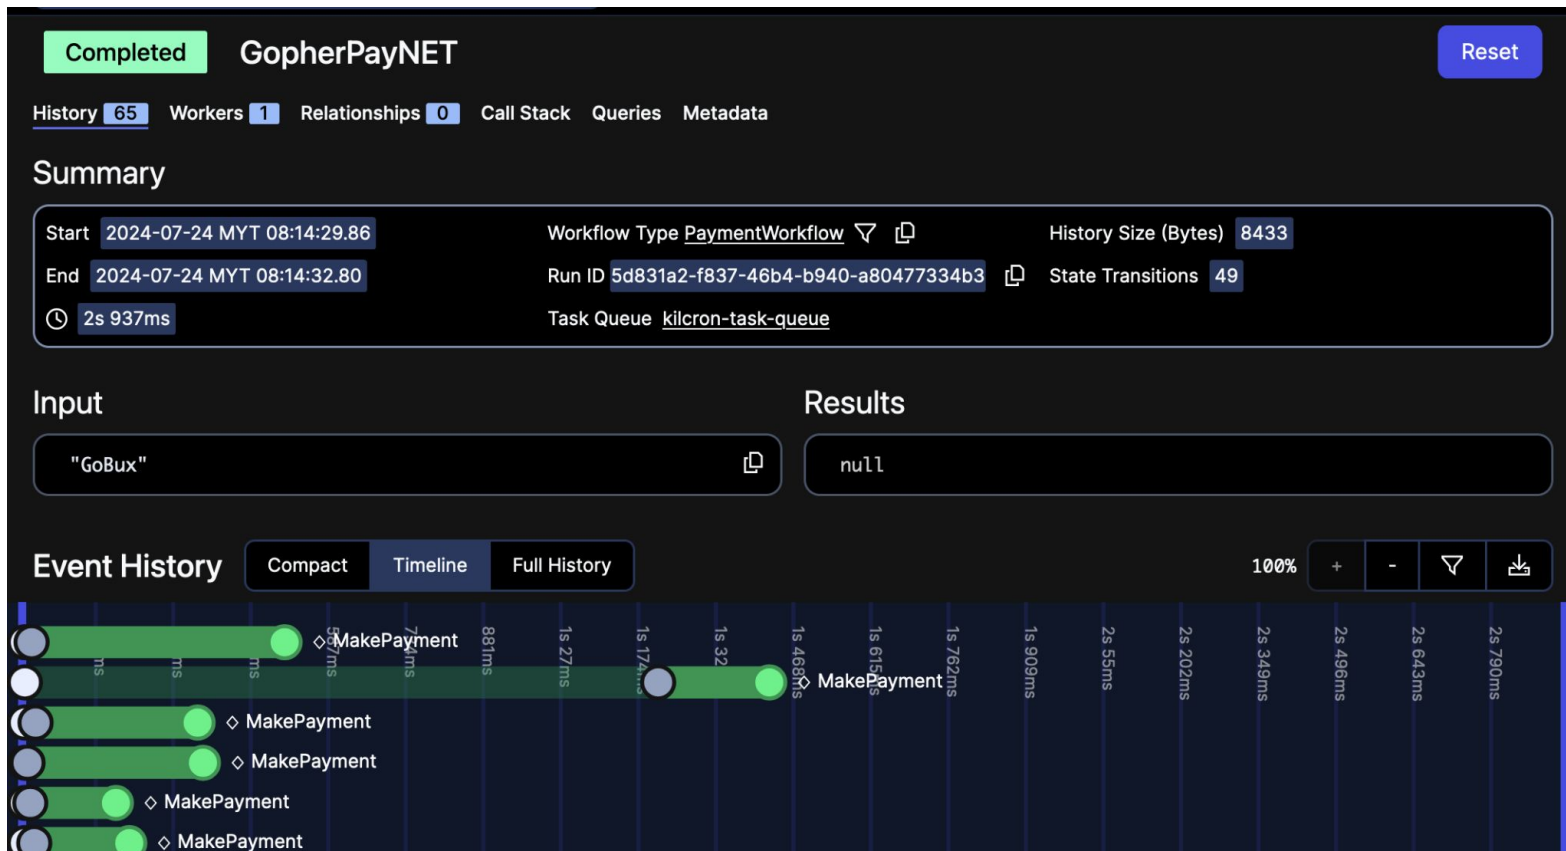 Completed GopherPayNET Reset
History 65 Workers 1 Relationships 0 Call Stack Queries Metadata
Summary
Start 2024-07-24 MYT 08:14:29.86 Workflow Type PaymentWorkflow History Size (Bytes) 8433
End 2024-07-24 MYT 08:14:32.80 Run ID 5d831a2-f837-46b4-b940-a80477334b3 State Transitions 49
2s 937ms Task Queue kilcron-task-queue
Input Results
"GoBux" null
Event History Compact Timeline Full History 100% + -
ms ms ms 881ms 1s 27ms 1s 32 1s 468ms 1s 762ms 1s 909ms 2s 55ms 2s 202ms 2s 349ms 2s 496ms 2s 643ms 2s 790ms
MakePayment
MakePayment
MakePayment
MakePayment
MakePayment
MakePayment